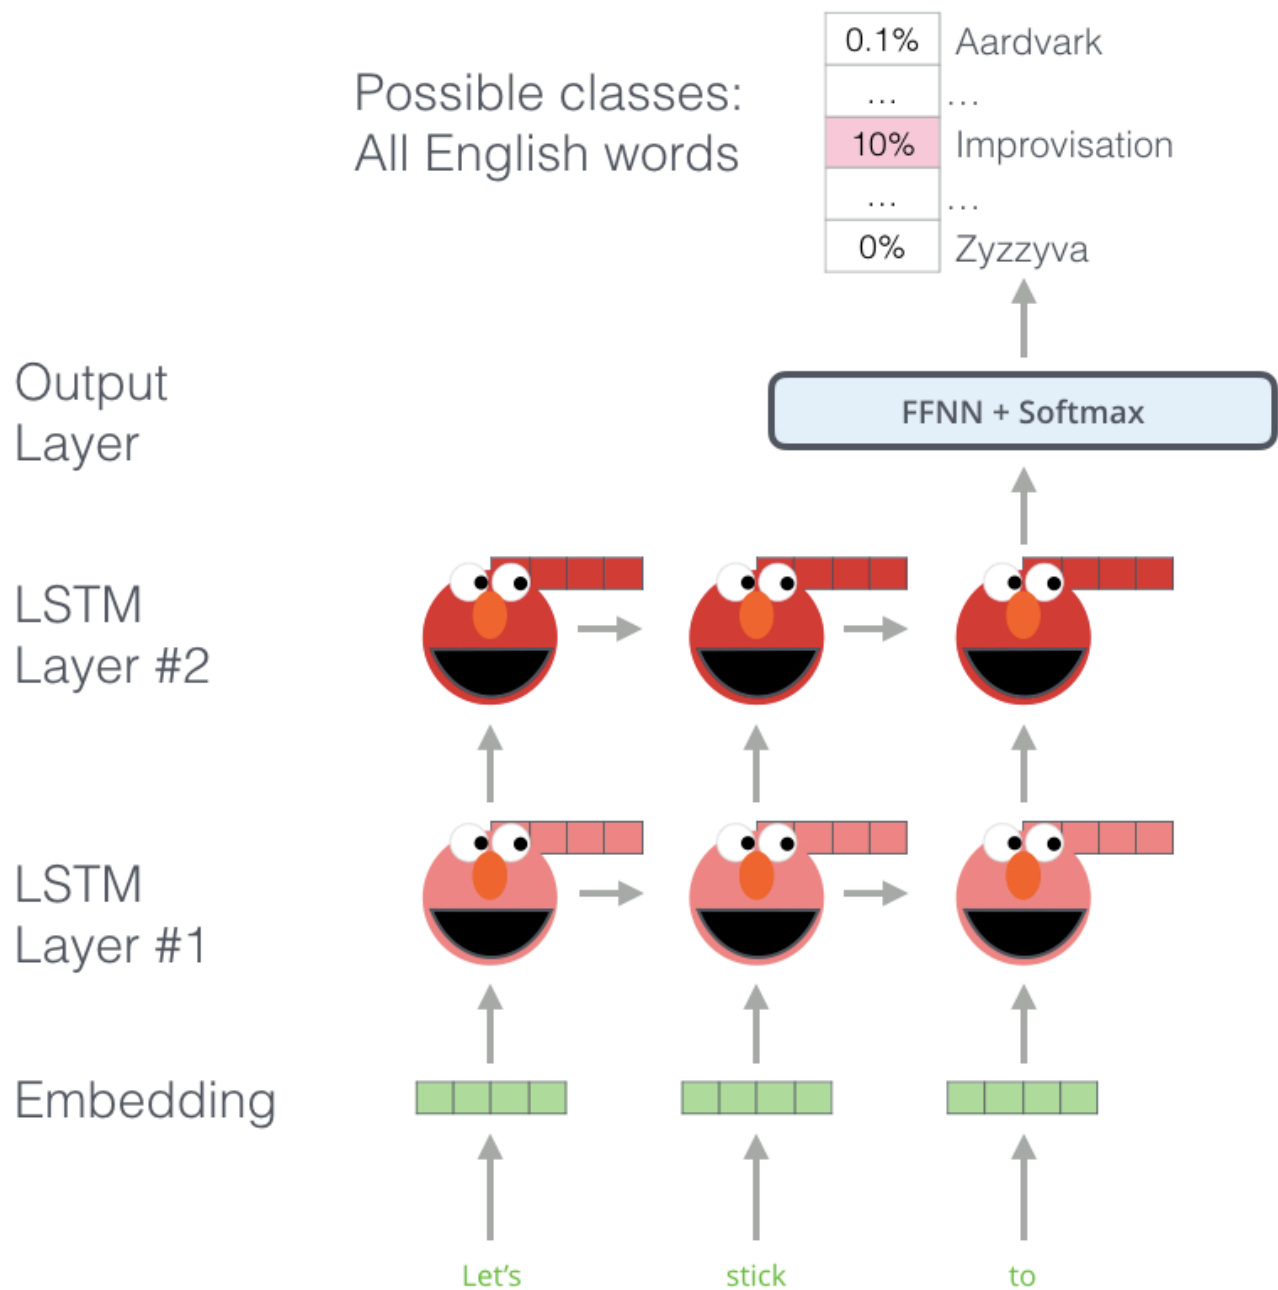 Possible classes:
All English words
0.1% Aardvark
... ...
10% Improvisation
... ...
0% Zyzzyva
Output
Layer
FFNN + Softmax
LSTM
Layer #2
LSTM
Layer #1
Embedding
Let's stick to